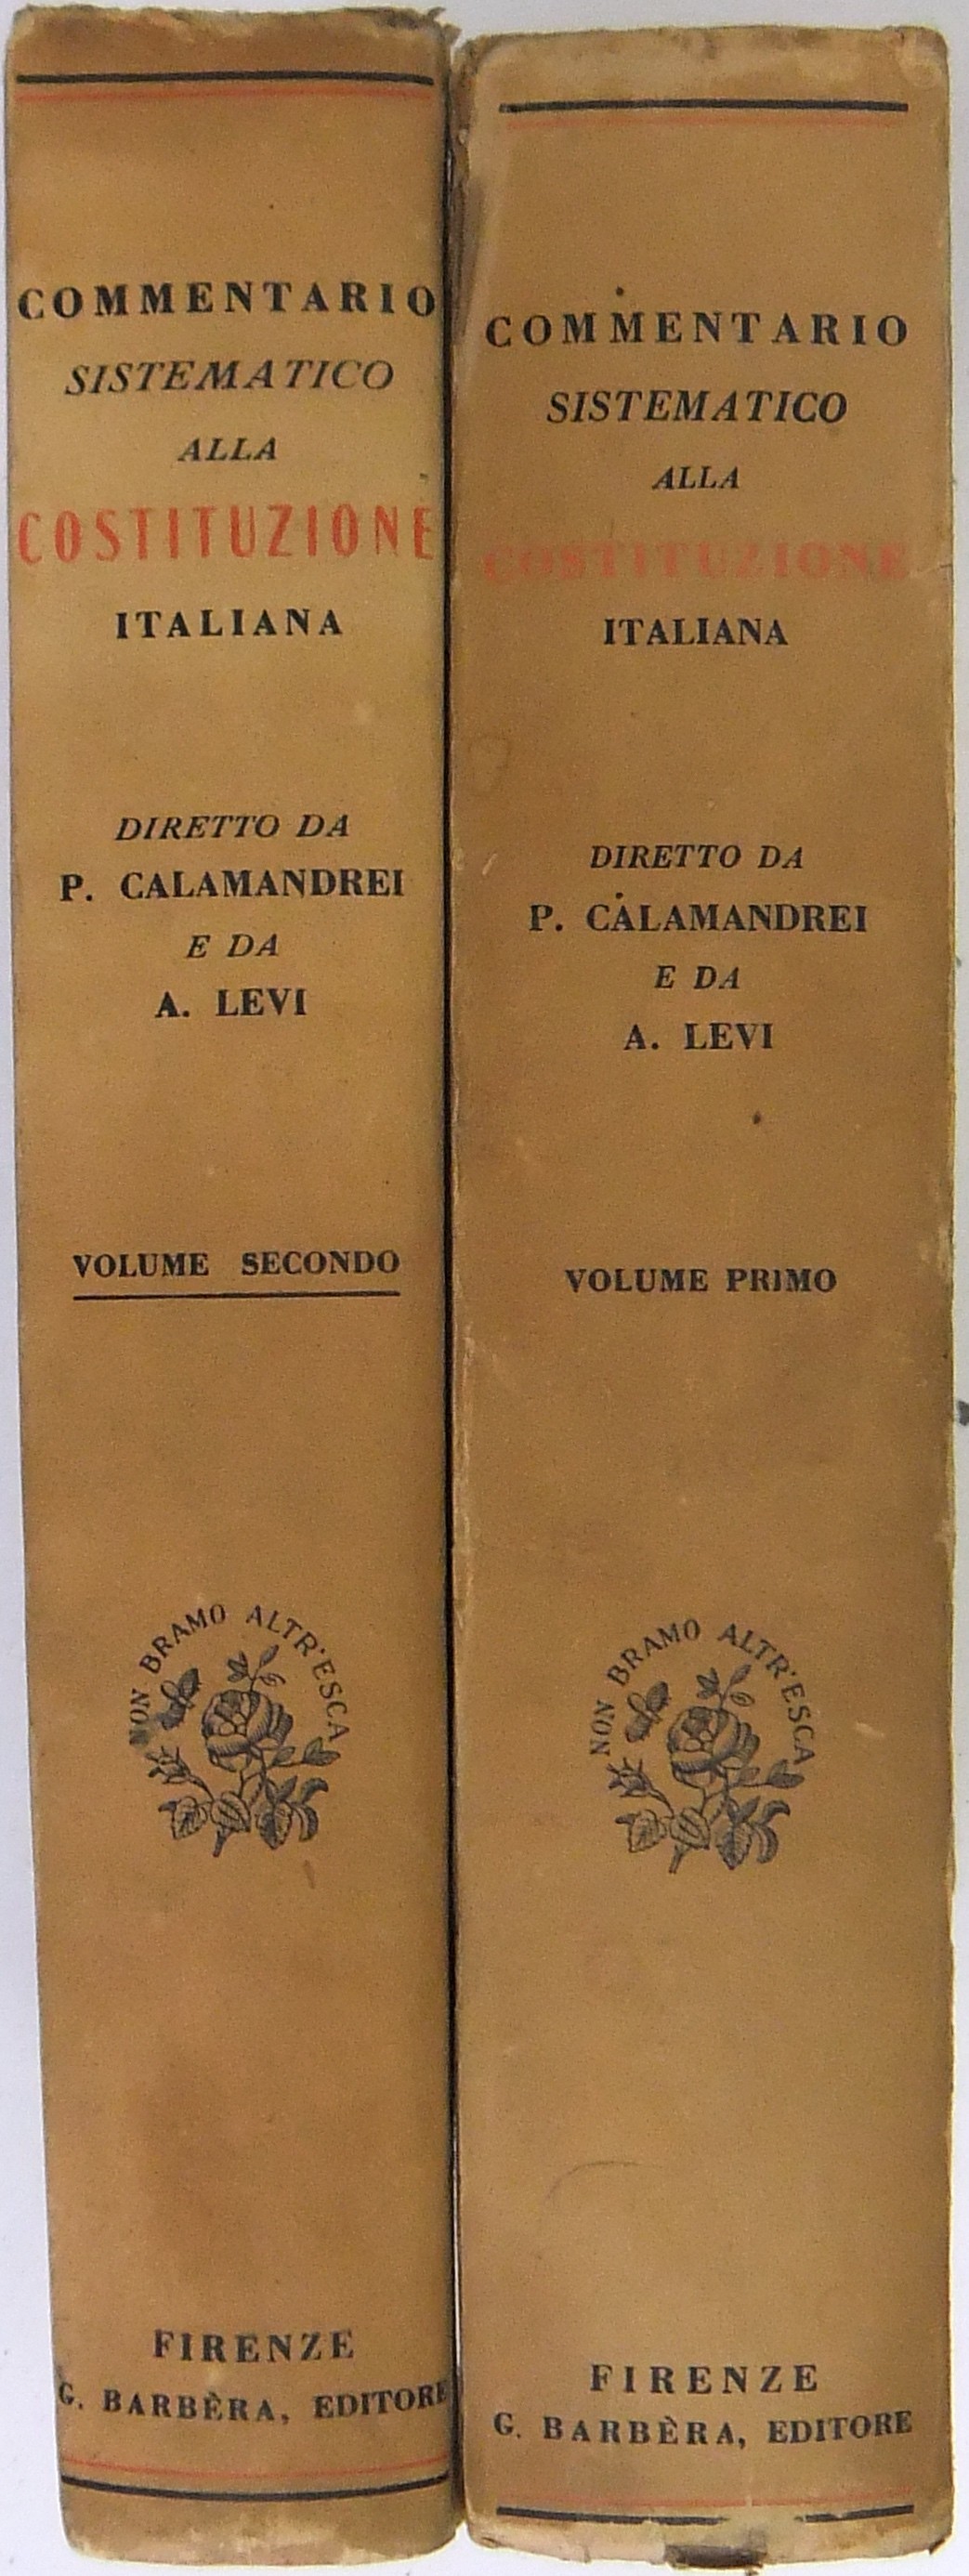 COMMENTARIO
SISTEMATICO
ALLA
COSTITUZIONE
ITALIANA
DIRETTO DA
P. CALAMANDREI
E DA
A. LEVI
VOLUME SECONDO
NON BRAMO ALTR'ESCA
FIRENZE
G. BARBÈRA, EDITORE
COMMENTARIO
SISTEMATICO
ALLA
COSTITUZIONE
ITALIANA
DIRETTO DA
P. CALAMANDREI
E DA
A. LEVI
VOLUME PRIMO
NON BRAMO ALTR'ESCA
FIRENZE
G. BARBÈRA, EDITORE